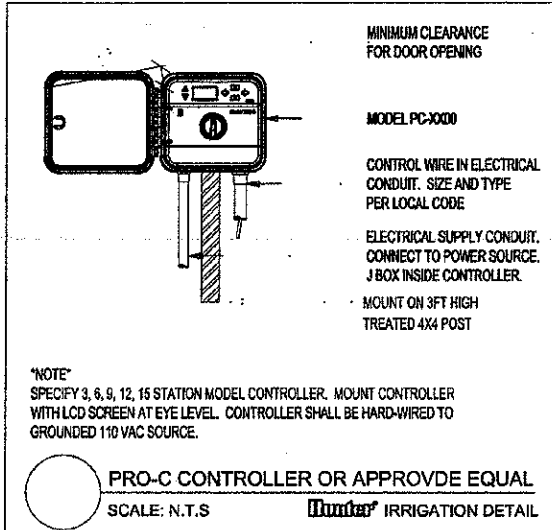 MINIMUM CLEARANCE
FOR DOOR OPENING
MODEL PC-XX00
CONTROL WIRE IN ELECTRICAL
CONDUIT. SIZE AND TYPE
PER LOCAL CODE
ELECTRICAL SUPPLY CONDUIT.
CONNECT TO POWER SOURCE.
J BOX INSIDE CONTROLLER.
MOUNT ON 3FT HIGH
TREATED 4X4 POST
*NOTE*
SPECIFY 3, 6, 9, 12, 15 STATION MODEL CONTROLLER. MOUNT CONTROLLER
WITH LCD SCREEN AT EYE LEVEL. CONTROLLER SHALL BE HARD-WIRED TO
GROUNDED 110 VAC SOURCE.
PRO-C CONTROLLER OR APPROVDE EQUAL
SCALE: N.T.S
Hunter® IRRIGATION DETAIL